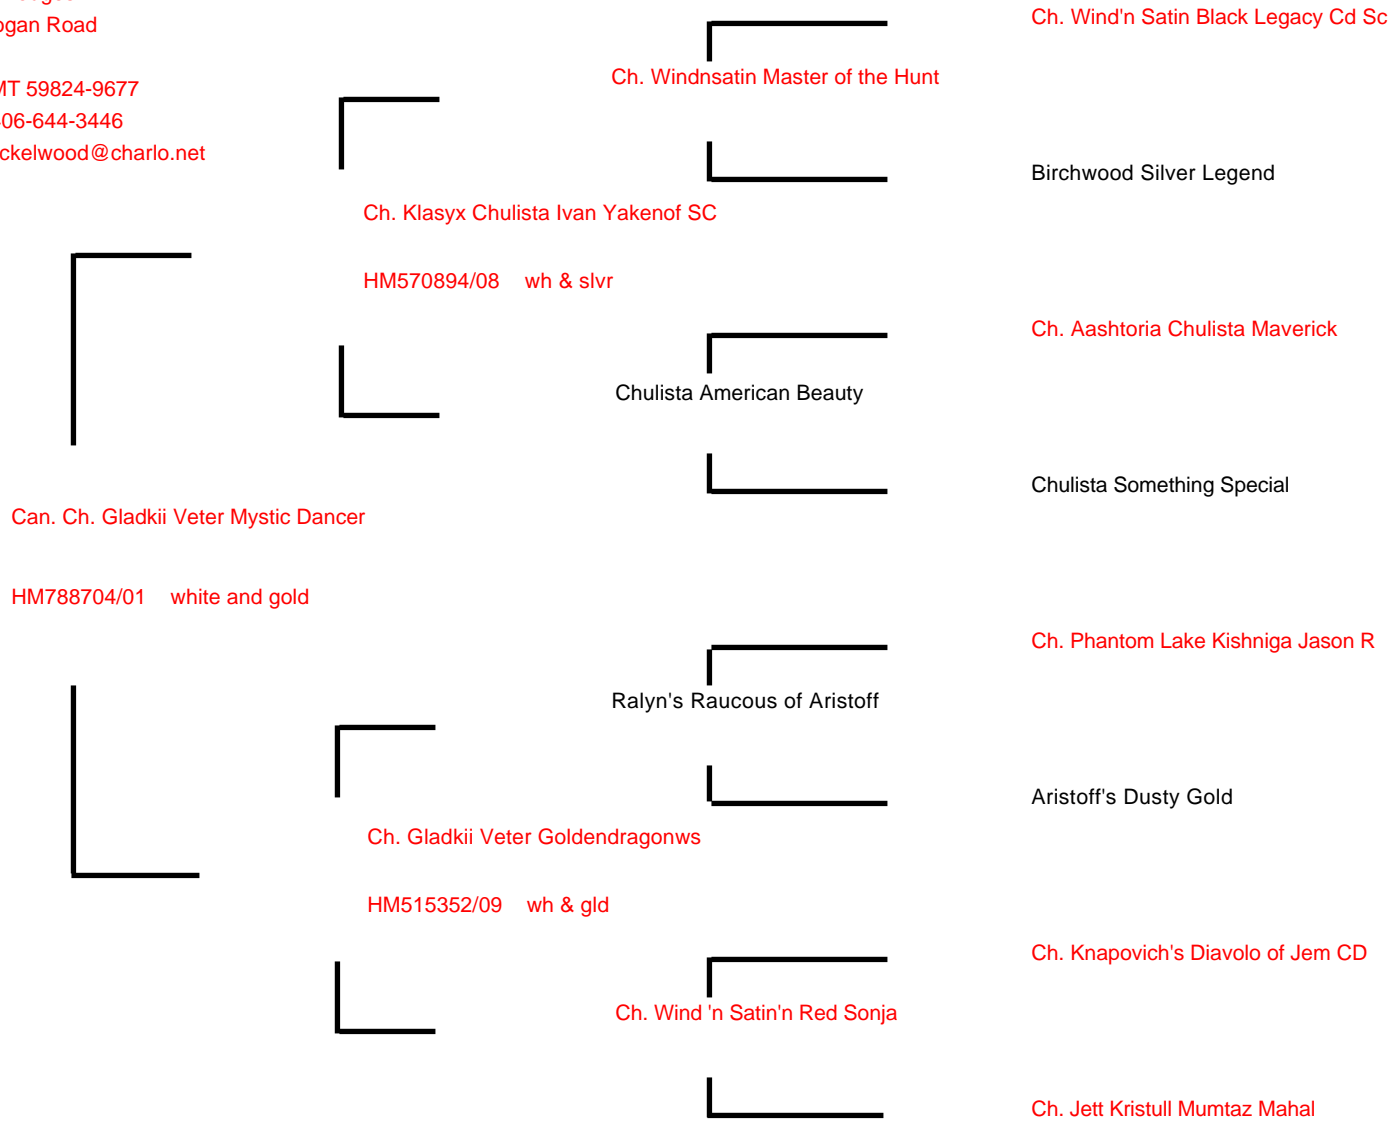 ogan Road
MT 59824-9677
406-644-3446
ckelwood@charlo.net
Ch. Wind'n Satin Black Legacy Cd Sc
Ch. Windnsatin Master of the Hunt
Birchwood Silver Legend
Ch. Klasyx Chulista Ivan Yakenof SC
HM570894/08 wh & slvr
Ch. Aashtoria Chulista Maverick
Chulista American Beauty
Chulista Something Special
Can. Ch. Gladkii Veter Mystic Dancer
HM788704/01 white and gold
Ch. Phantom Lake Kishniga Jason R
Ralyn's Raucous of Aristoff
Aristoff's Dusty Gold
Ch. Gladkii Veter Goldendragonws
HM515352/09 wh & gld
Ch. Knapovich's Diavolo of Jem CD
Ch. Wind 'n Satin'n Red Sonja
Ch. Jett Kristull Mumtaz Mahal